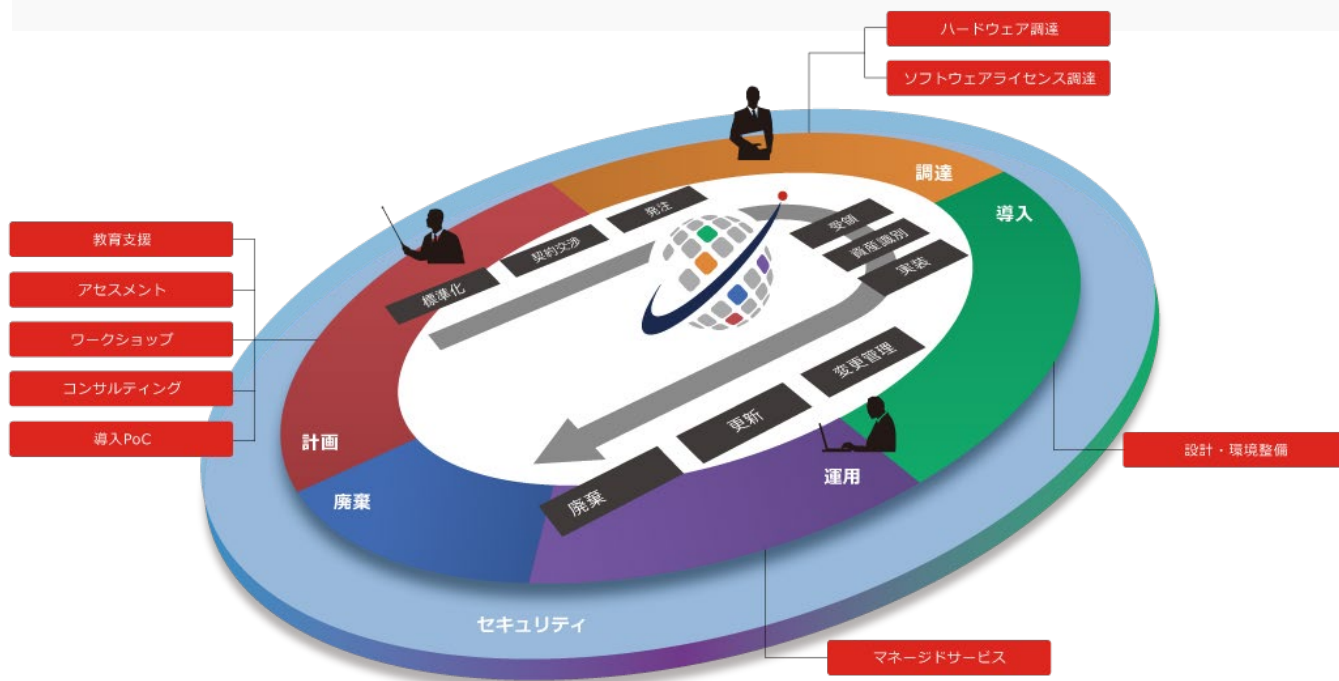 ハードウェア調達
ソフトウェアライセンス調達
調達
導入
発注
契約交渉
標準化
受領
資産識別
実装
教育支援
アセスメント
ワークショップ
コンサルティング
導入PoC
変更管理
更新
廃棄
計画
廃棄
運用
設計・環境整備
セキュリティ
マネージドサービス